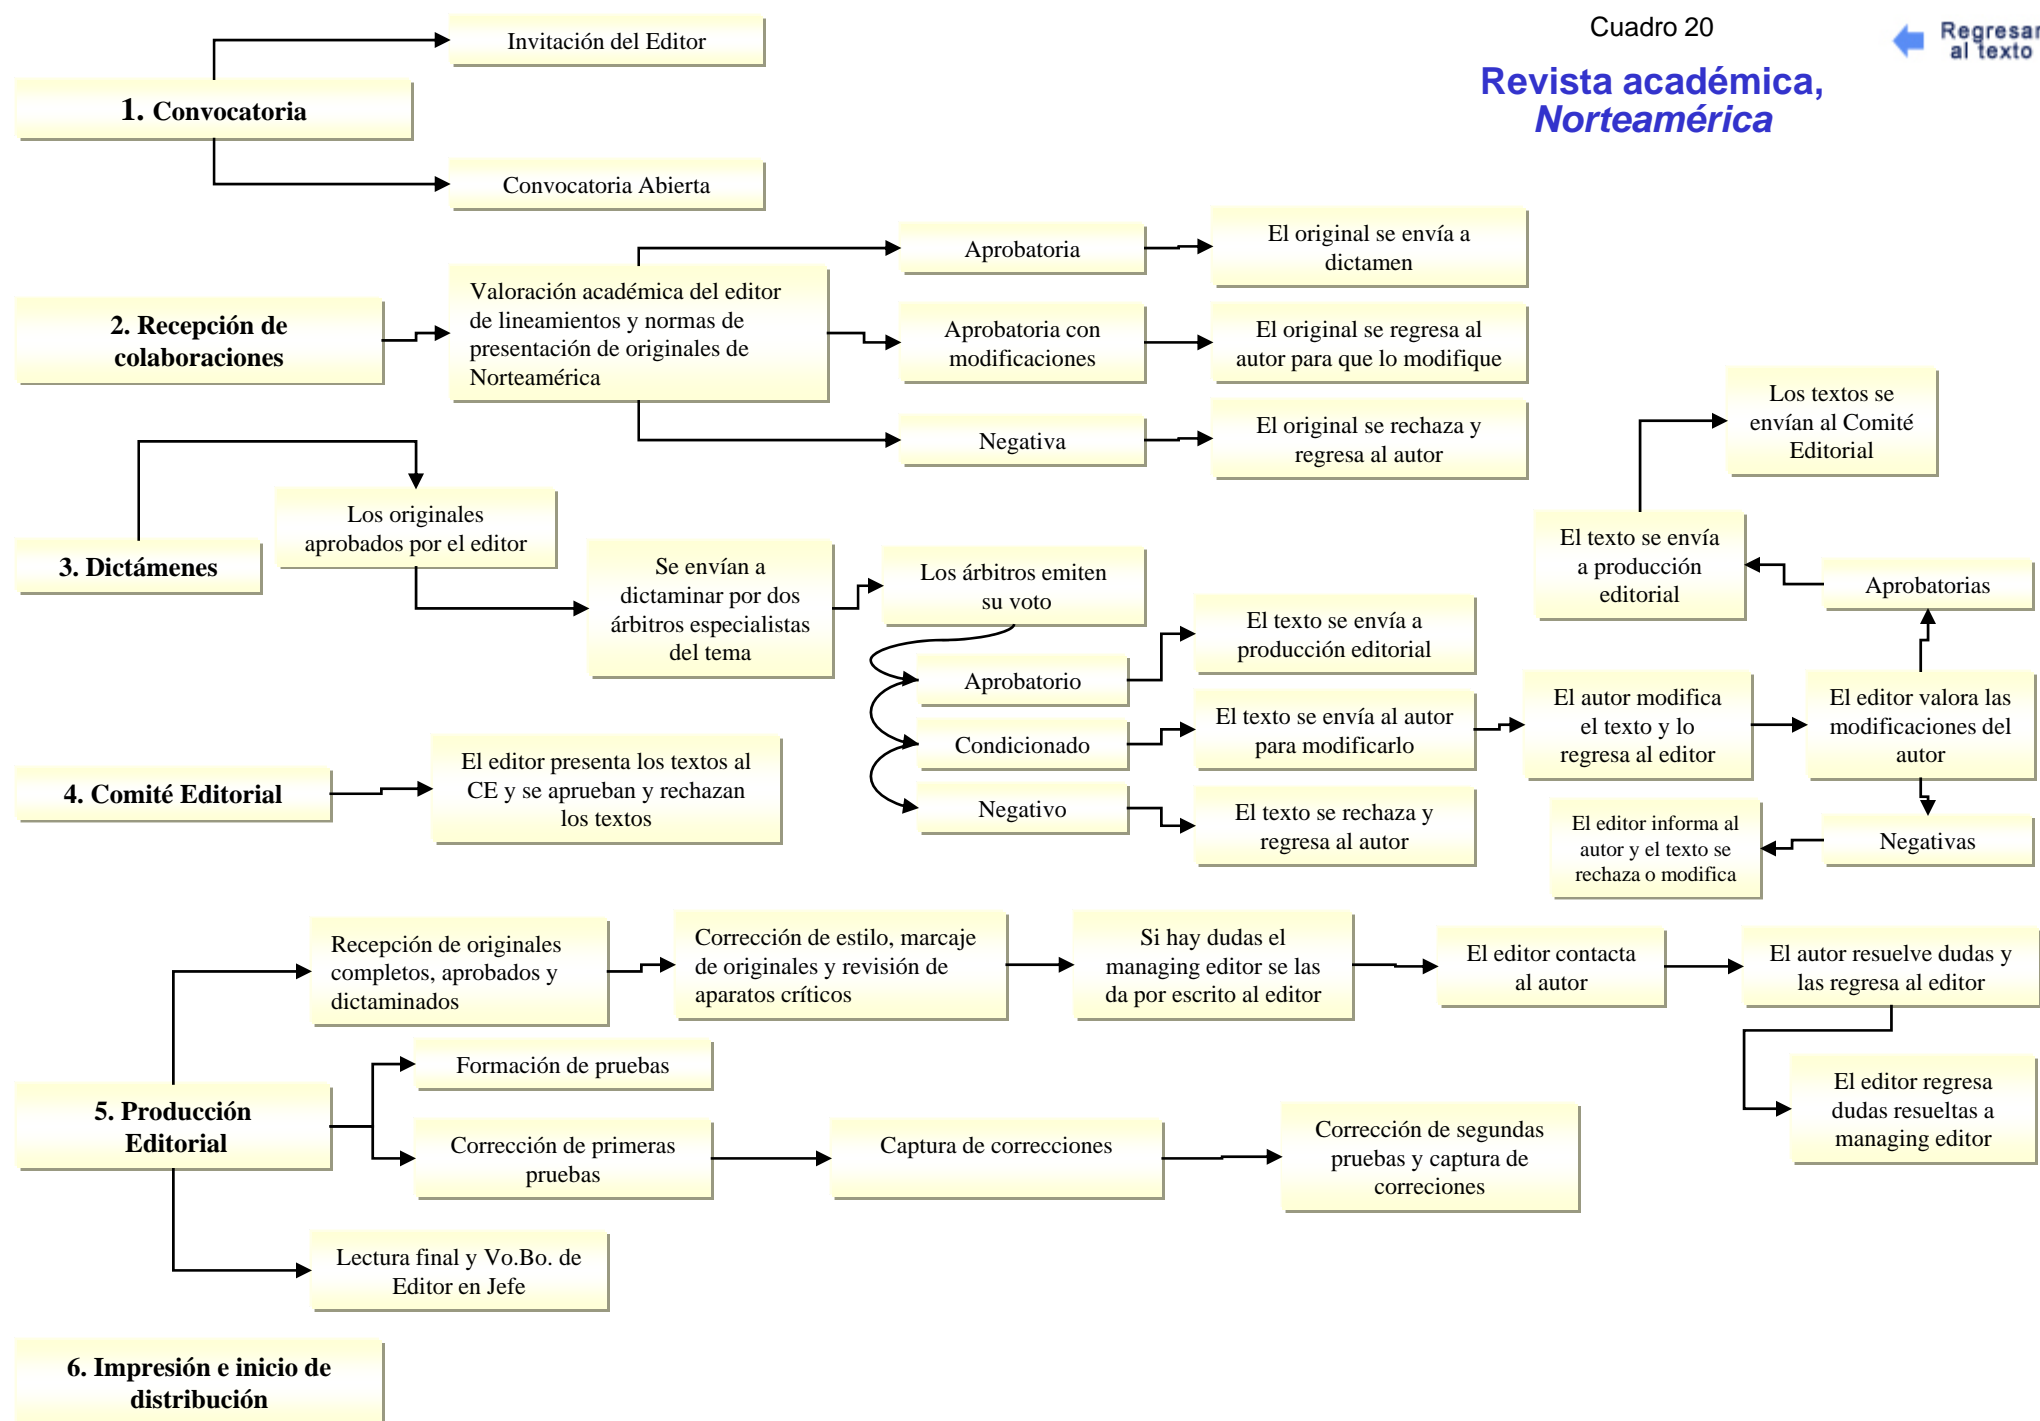 Cuadro 20
Regresar
al texto
Revista académica,
Norteamérica
Invitación del Editor
1. Convocatoria
Convocatoria Abierta
2. Recepción de
colaboraciones
Valoración académica del editor
de lineamientos y normas de
presentación de originales de
Norteamérica
Aprobatoria
El original se envía a
dictamen
Aprobatoria con
modificaciones
El original se regresa al
autor para que lo modifique
Negativa
El original se rechaza y
regresa al autor
3. Dictámenes
Los originales
aprobados por el editor
Se envían a
dictaminar por dos
árbitros especialistas
del tema
Los árbitros emiten
su voto
Aprobatorio
El texto se envía a
producción editorial
Condicionado
El texto se envía al autor
para modificarlo
El autor modifica
el texto y lo
regresa al editor
El editor valora las
modificaciones del
autor
Aprobatorias
El texto se envía
a producción
editorial
Los textos se
envían al Comité
Editorial
Negativas
El editor informa al
autor y el texto se
rechaza o modifica
Negativo
El texto se rechaza y
regresa al autor
4. Comité Editorial
El editor presenta los textos al
CE y se aprueban y rechazan
los textos
5. Producción
Editorial
Recepción de originales
completos, aprobados y
dictaminados
Corrección de estilo, marcaje
de originales y revisión de
aparatos críticos
Si hay dudas el
managing editor se las
da por escrito al editor
El editor contacta
al autor
El autor resuelve dudas y
las regresa al editor
El editor regresa
dudas resueltas a
managing editor
Formación de pruebas
Corrección de primeras
pruebas
Captura de correcciones
Corrección de segundas
pruebas y captura de
correciones
Lectura final y Vo.Bo. de
Editor en Jefe
6. Impresión e inicio de
distribución